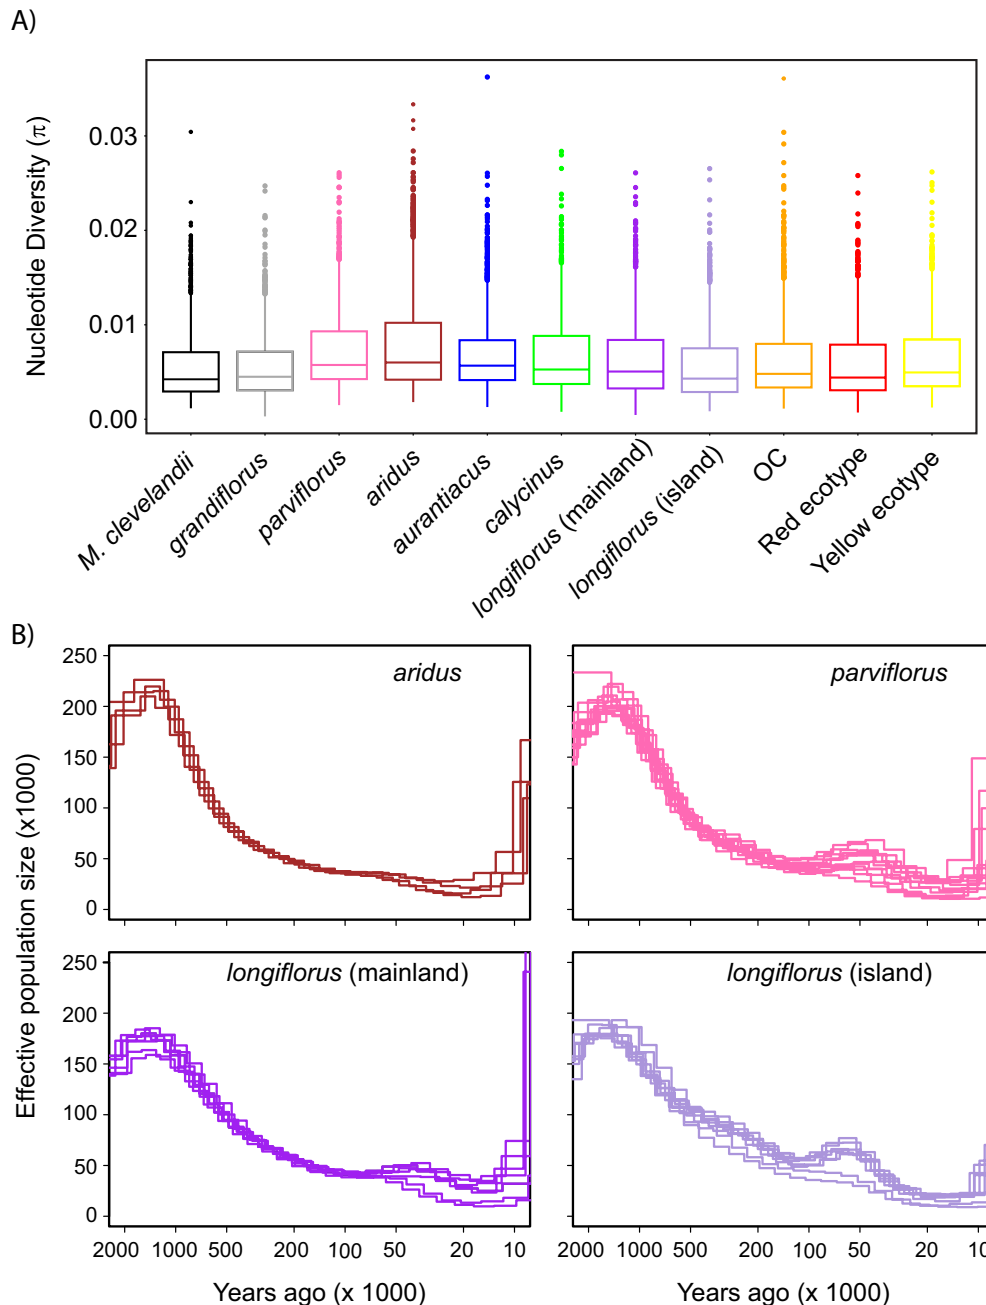 A)
Nucleotide Diversity (π)
0.03
0.02
0.01
0.00
M. clevelandii
grandiflorus
parviflorus
aridus
aurantiacus
calycinus
longiflorus (mainland)
longiflorus (island)
OC
Red ecotype
Yellow ecotype
B)
Effective population size (x1000)
250
200
150
100
50
0
aridus
parviflorus
250
200
150
100
50
0
longiflorus (mainland)
longiflorus (island)
2000 1000 500 200 100 50 20 10
2000 1000 500 200 100 50 20 10
Years ago (x 1000)
Years ago (x 1000)